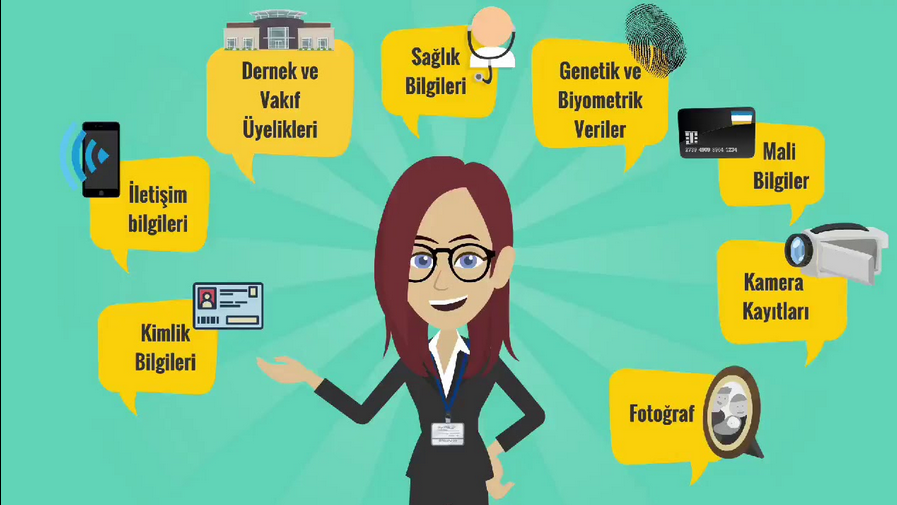 Dernek ve
Vakıf
Üyelikleri
Sağlık
Bilgileri
Genetik ve
Biyometrik
Veriler
Mali
Bilgiler
İletişim
bilgileri
Kamera
Kayıtları
Kimlik
Bilgileri
Fotoğraf